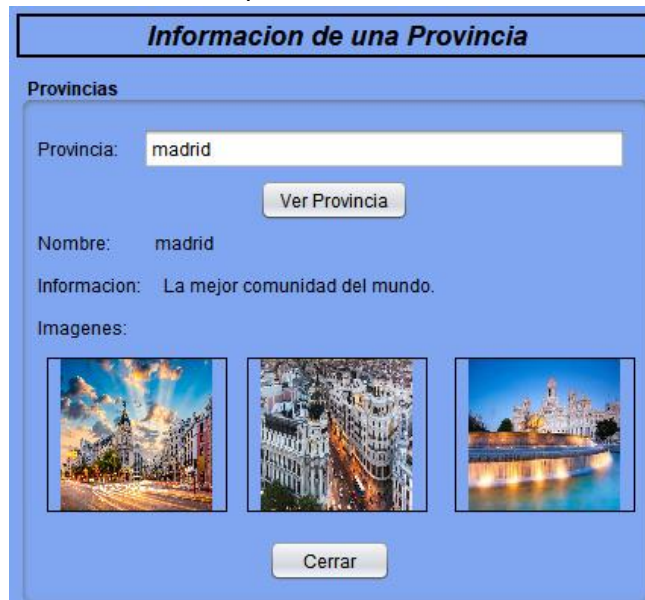 Informacion de una Provincia
Provincias
Provincia: madrid
Ver Provincia
Nombre: madrid
Informacion: La mejor comunidad del mundo.
Imagenes:
Cerrar